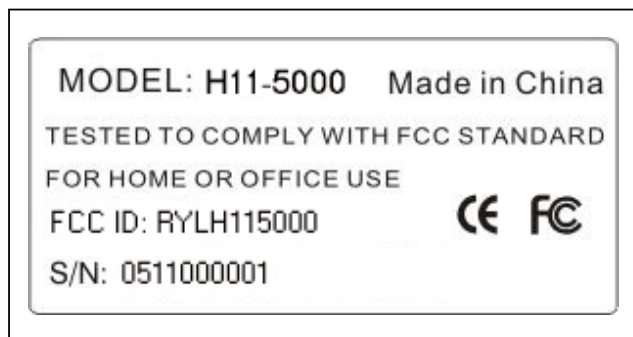 MODEL: H11-5000 Made in China
TESTED TO COMPLY WITH FCC STANDARD
FOR HOME OR OFFICE USE
FCC ID: RYLH115000 CE FC
S/N: 0511000001